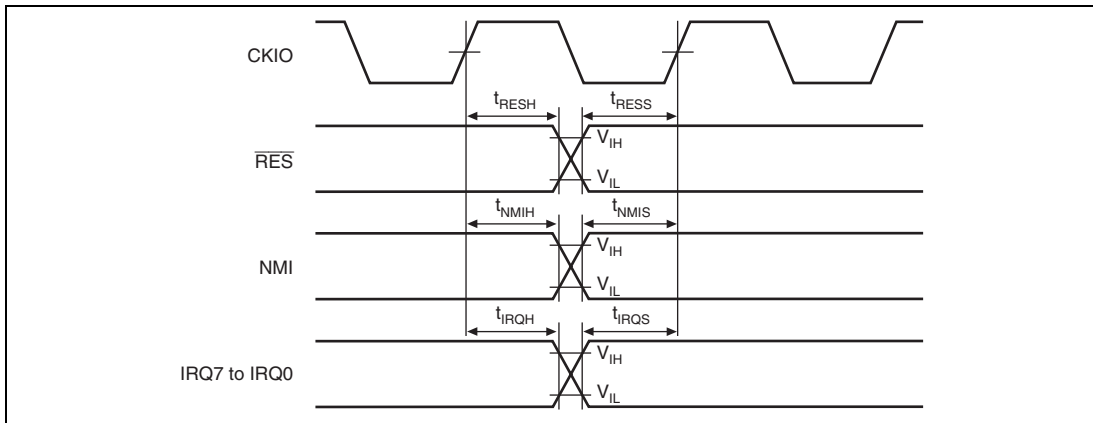 CKIO
tRESH tRESS
RES
VIH
VIL
tNMIH tNMIS
NMI
VIH
VIL
tIRQH tIRQS
IRQ7 to IRQ0
VIH
VIL